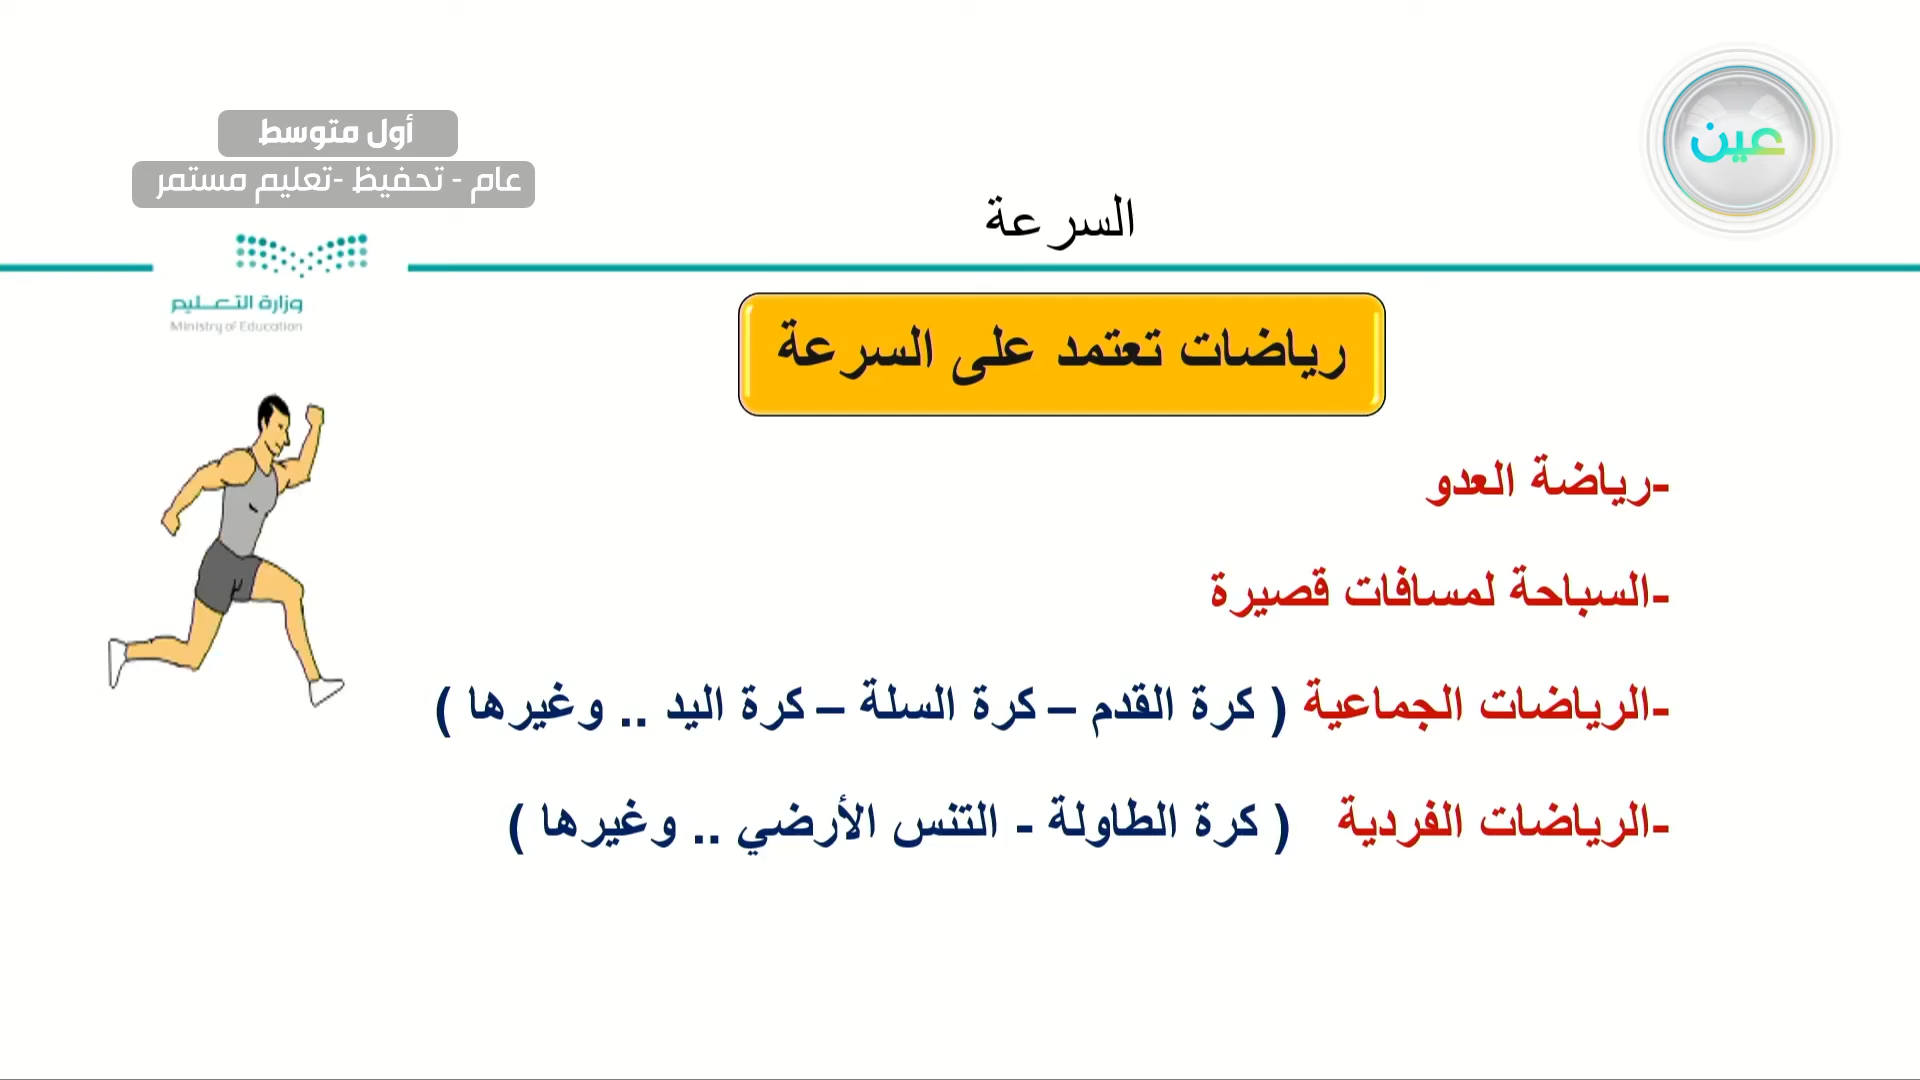 عين
أول متوسط
عام - تحفيظ -تعليم مستمر
السرعة
وزارة التعليم
Ministry of Education
رياضات تعتمد على السرعة
-رياضة العدو
-السباحة لمسافات قصيرة
-الرياضات الجماعية ( كرة القدم – كرة السلة – كرة اليد .. وغيرها )
-الرياضات الفردية ( كرة الطاولة - التنس الأرضي .. وغيرها )